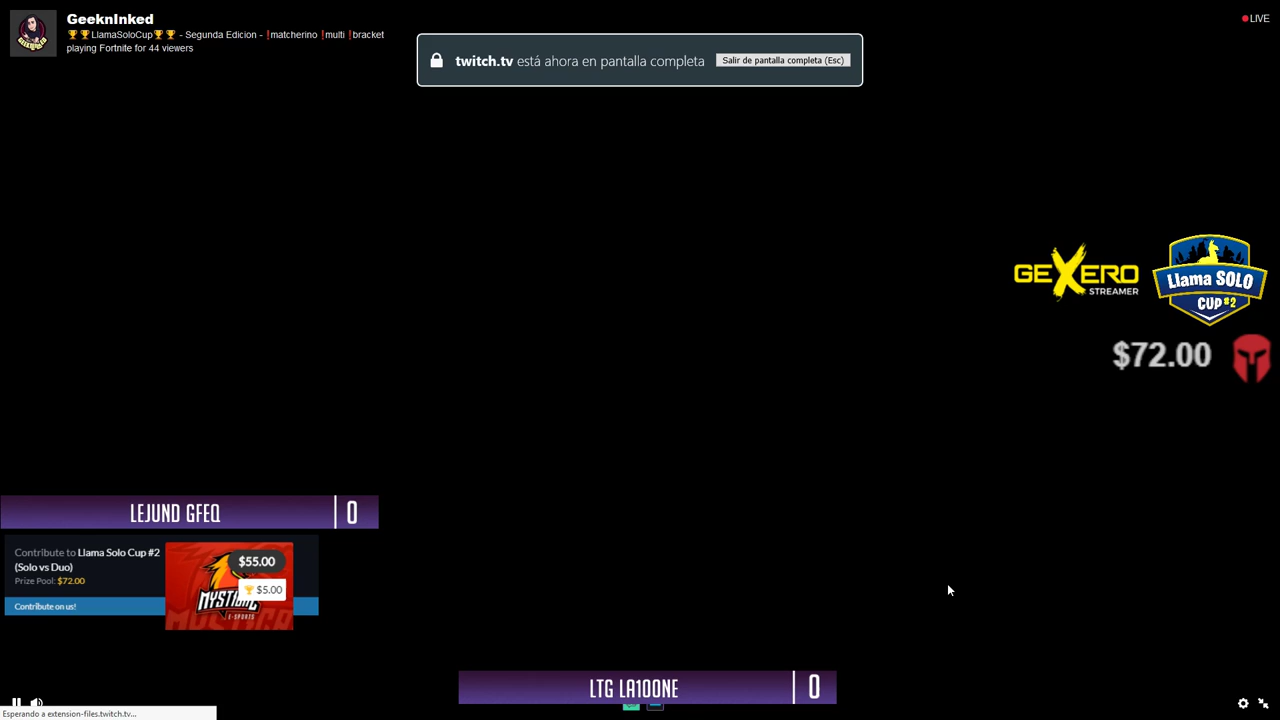 GeeknInked
🏆🏆LlamaSoloCup🏆🏆 - Segunda Edicion - ❗matcherino ❗multi ❗bracket
playing Fortnite for 44 viewers
LIVE
twitch.tv está ahora en pantalla completa
Salir de pantalla completa (Esc)
GEXERO
STREAMER
Llama SOLO
CUP #2
$72.00
LEJUND GFEQ 0
Contribute to Llama Solo Cup #2
(Solo vs Duo)
Prize Pool: $72.00
Contribute on us!
$55.00
🏆 $5.00
E-SPORTS
LTG LA100NE 0
Esperando a extension-files.twitch.tv...